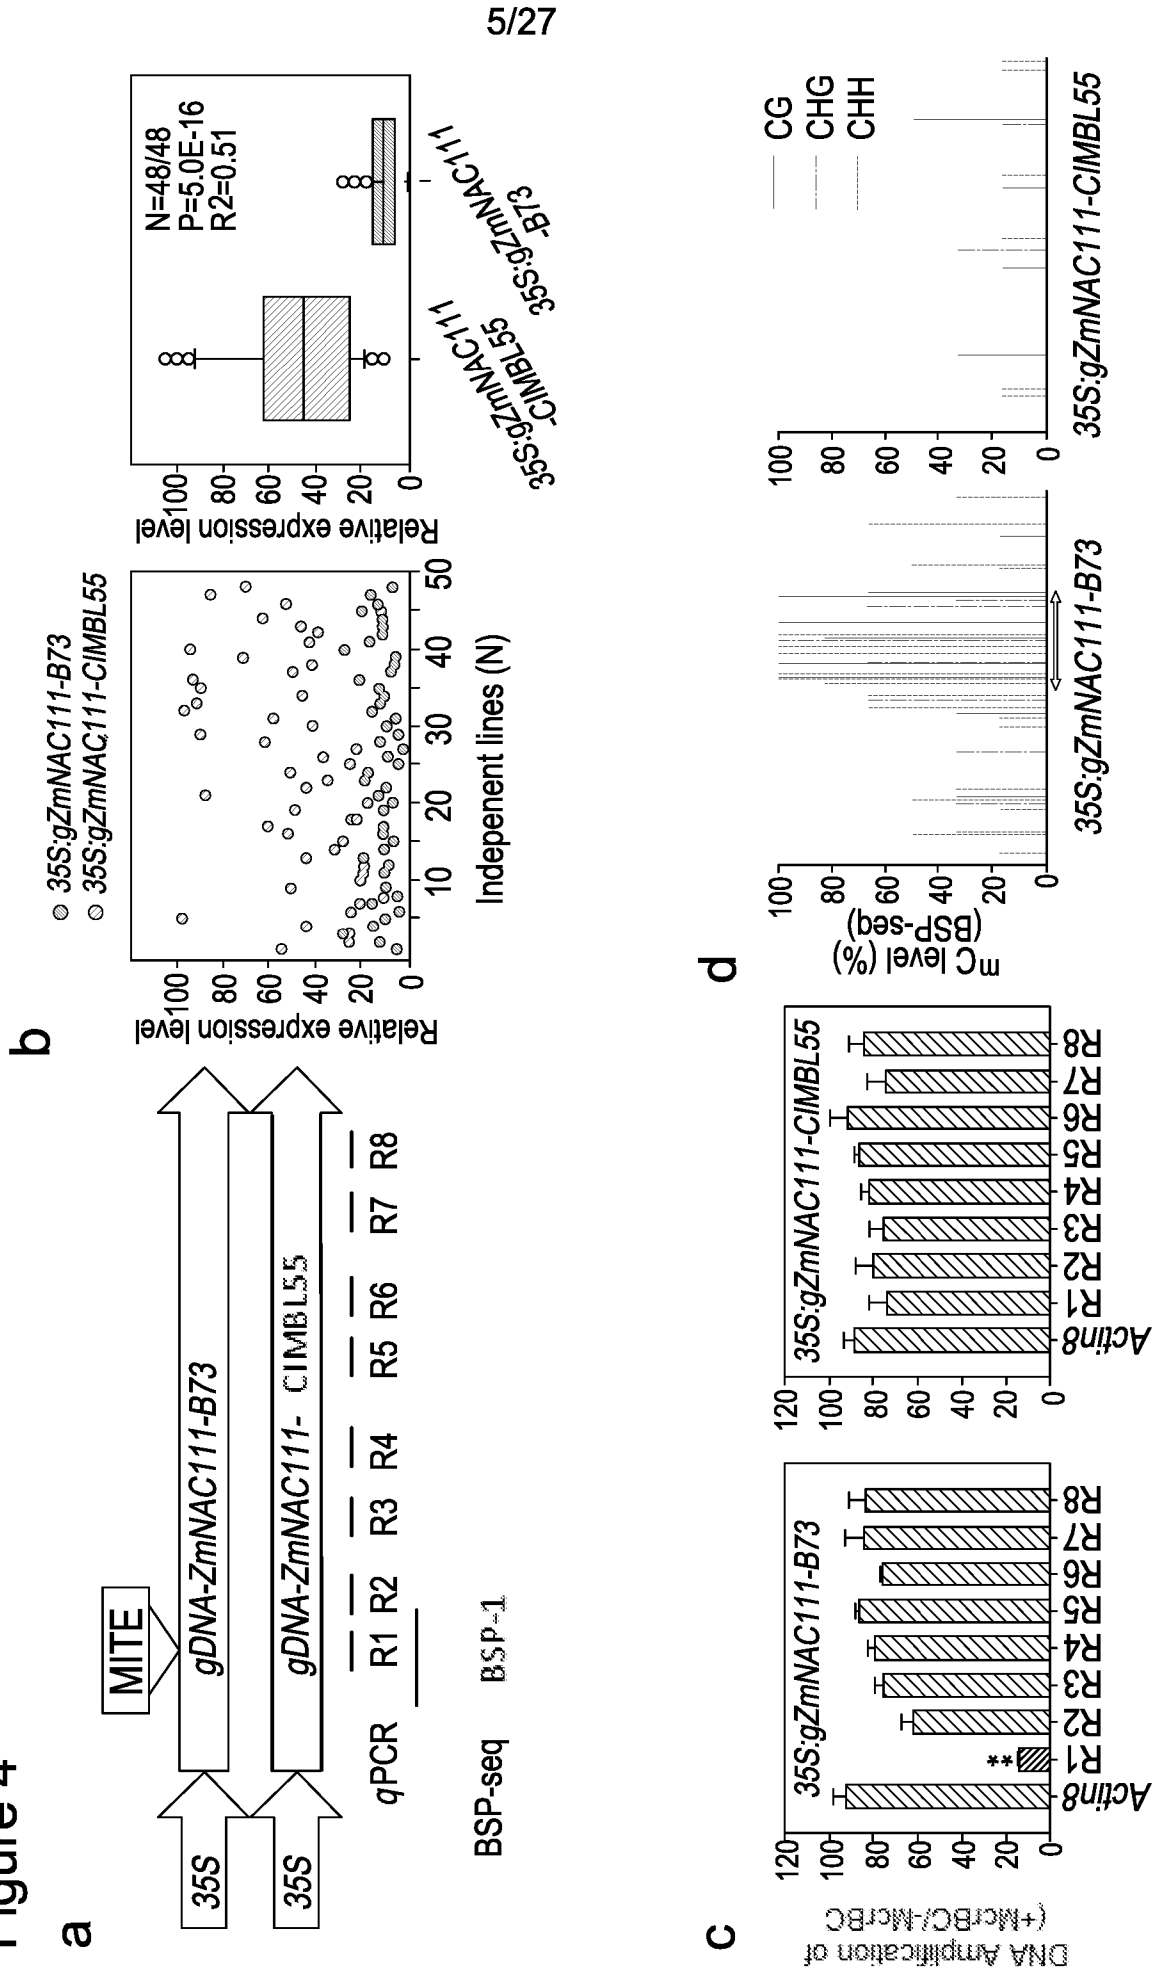 5/27
Figure 4
a
MITE
35S
gDNA-ZmNAC111-B73
35S
gDNA-ZmNAC111- CIMBL55
qPCR
R1 R2 R3 R4 R5 R6 R7 R8
BSP-seq
BSP-1
b
35S:gZmNAC111-B73
35S:gZmNAC111-CIMBL55
Relative expression level
100
80
60
40
20
0
10 20 30 40 50
Indepenent lines (N)
Relative expression level
100
80
60
40
20
0
N=48/48
P=5.0E-16
R2=0.51
35S:gZmNAC111
-CIMBL55
35S:gZmNAC111
-B73
c
DNA Amplification of
(+McrBC/-McrBC)
120
100
80
60
40
20
0
35S:gZmNAC111-B73
**
Actin8 R1 R2 R3 R4 R5 R6 R7 R8
120
100
80
60
40
20
0
35S:gZmNAC111-CIMBL55
Actin8 R1 R2 R3 R4 R5 R6 R7 R8
d
mC level (%)
(BSP-seq)
100
80
60
40
20
0
35S:gZmNAC111-B73
100
80
60
40
20
0
CG
CHG
CHH
35S:gZmNAC111-CIMBL55